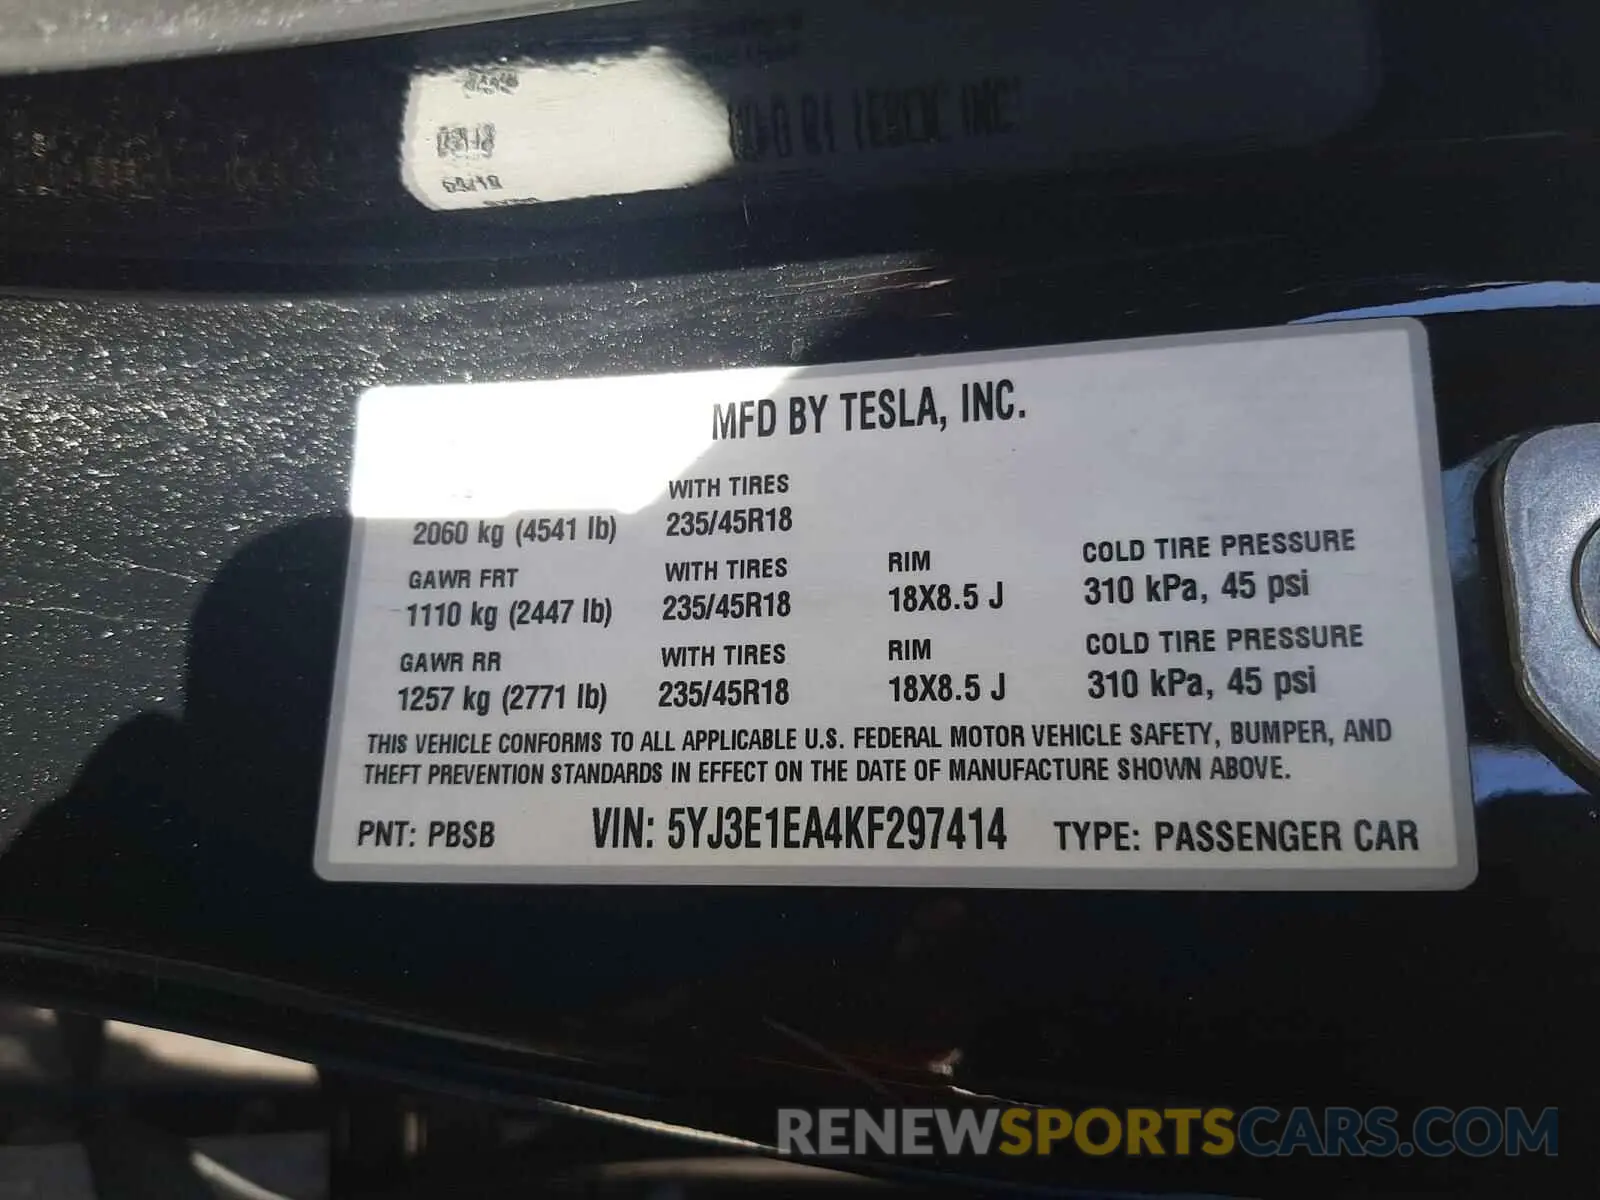 MFD BY TESLA, INC.
WITH TIRES
2060 kg (4541 lb) 235/45R18
GAWR FRT WITH TIRES RIM COLD TIRE PRESSURE
1110 kg (2447 lb) 235/45R18 18X8.5 J 310 kPa, 45 psi
GAWR RR WITH TIRES RIM COLD TIRE PRESSURE
1257 kg (2771 lb) 235/45R18 18X8.5 J 310 kPa, 45 psi
THIS VEHICLE CONFORMS TO ALL APPLICABLE U.S. FEDERAL MOTOR VEHICLE SAFETY, BUMPER, AND
THEFT PREVENTION STANDARDS IN EFFECT ON THE DATE OF MANUFACTURE SHOWN ABOVE.
PNT: PBSB VIN: 5YJ3E1EA4KF297414 TYPE: PASSENGER CAR
RENEWSPORTSCARS.COM